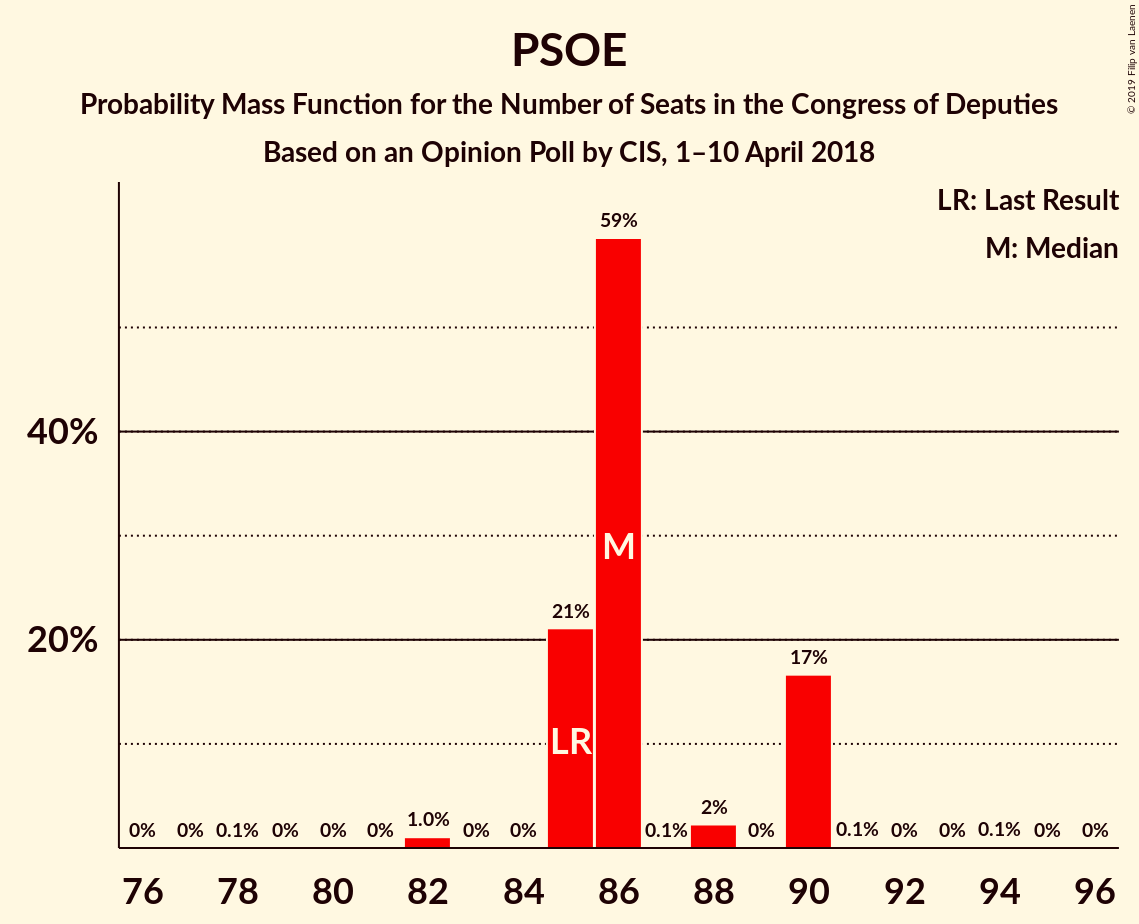 PSOE
Probability Mass Function for the Number of Seats in the Congress of Deputies
Based on an Opinion Poll by CIS, 1–10 April 2018
© 2019 Filip van Laenen
LR: Last Result
M: Median
40%
20%
0% 0% 0.1% 0% 0% 0% 1.0% 0% 0% 21% 59% 0.1% 2% 0% 17% 0.1% 0% 0% 0.1% 0% 0%
LR
M
76 78 80 82 84 86 88 90 92 94 96